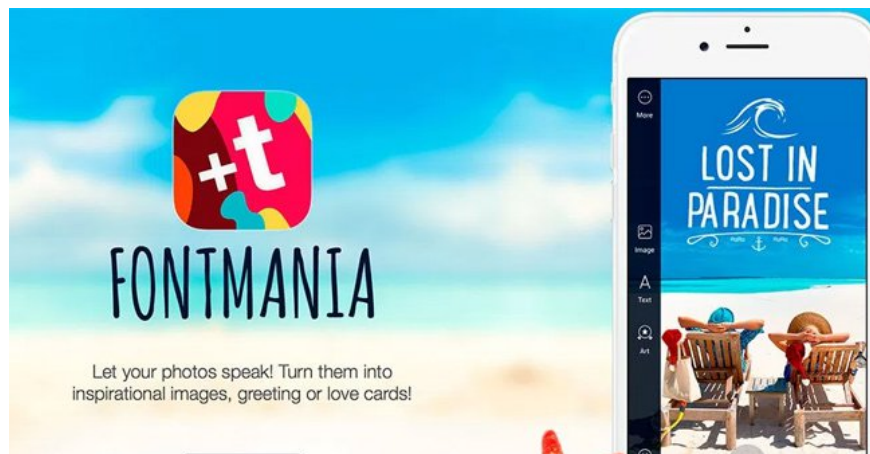 +t
FONTMANIA
Let your photos speak! Turn them into
inspirational images, greeting or love cards!
More
Image
Text
Art
LOST IN
PARADISE